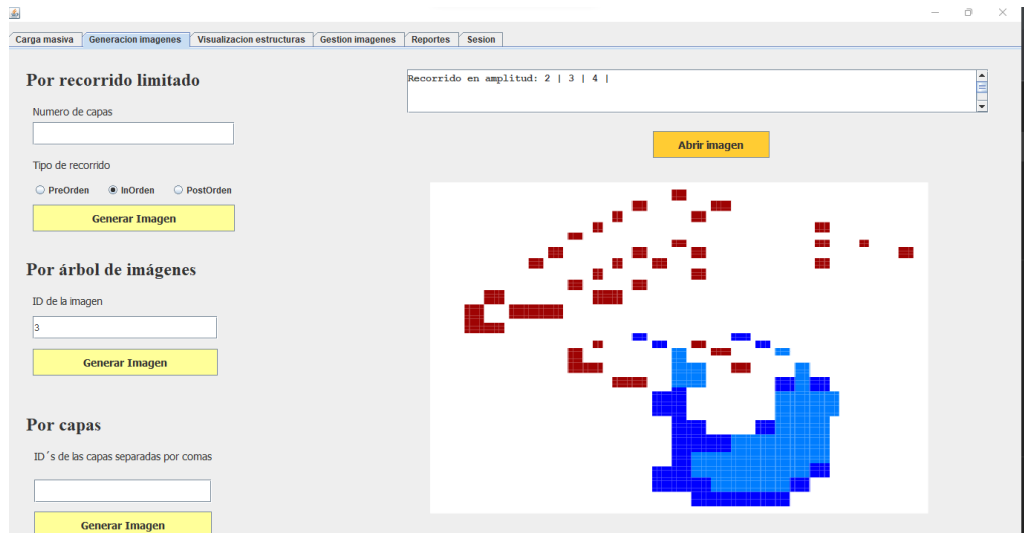 Carga masiva Generacion imagenes Visualizacion estructuras Gestion imagenes Reportes Sesion
Por recorrido limitado
Numero de capas
Tipo de recorrido
PreOrden InOrden PostOrden
Generar Imagen
Por árbol de imágenes
ID de la imagen
3
Generar Imagen
Por capas
ID´s de las capas separadas por comas
Generar Imagen
Recorrido en amplitud: 2 | 3 | 4 |
Abrir imagen